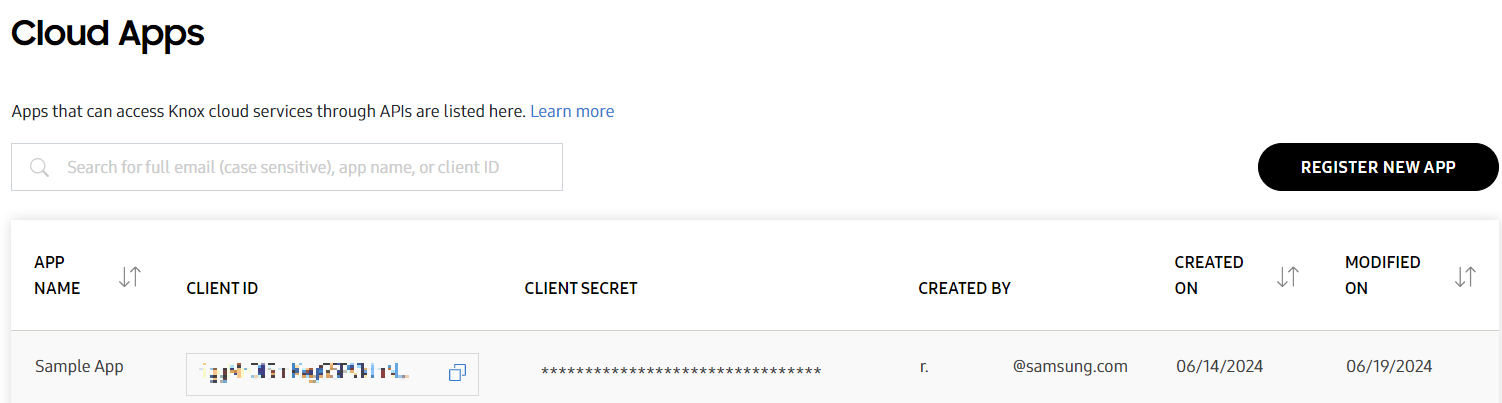 Cloud Apps
Apps that can access Knox cloud services through APIs are listed here. Learn more
Search for full email (case sensitive), app name, or client ID
REGISTER NEW APP
APP NAME
CLIENT ID
CLIENT SECRET
CREATED BY
CREATED ON
MODIFIED ON
Sample App
********************************
r. @samsung.com
06/14/2024
06/19/2024